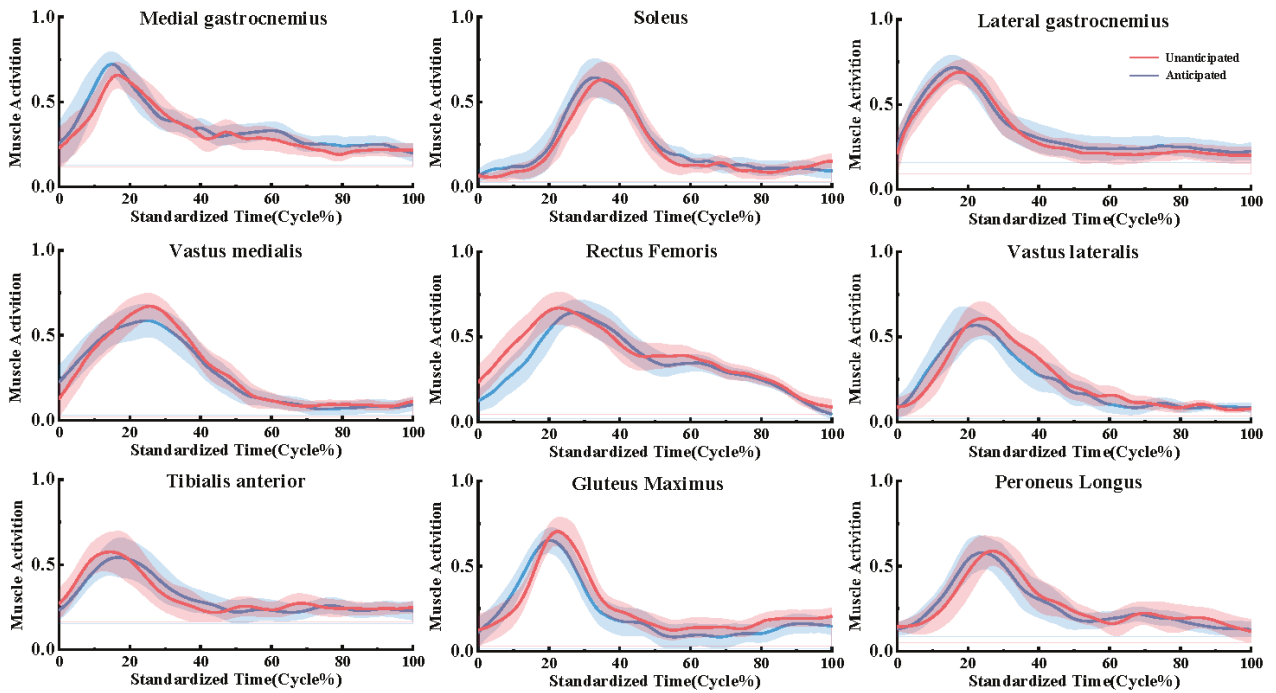 Medial gastrocnemius
1.0
0.5
0.0
Muscle Activition
0 20 40 60 80 100
Standardized Time(Cycle%)
Soleus
1.0
0.5
0.0
Muscle Activition
0 20 40 60 80 100
Standardized Time(Cycle%)
Lateral gastrocnemius
Unanticipated
Anticipated
1.0
0.5
0.0
Muscle Activition
0 20 40 60 80 100
Standardized Time(Cycle%)
Vastus medialis
1.0
0.5
0.0
Muscle Activition
0 20 40 60 80 100
Standardized Time(Cycle%)
Rectus Femoris
1.0
0.5
0.0
Muscle Activition
0 20 40 60 80 100
Standardized Time(Cycle%)
Vastus lateralis
1.0
0.5
0.0
Muscle Activition
0 20 40 60 80 100
Standardized Time(Cycle%)
Tibialis anterior
1.0
0.5
0.0
Muscle Activition
0 20 40 60 80 100
Standardized Time(Cycle%)
Gluteus Maximus
1.0
0.5
0.0
Muscle Activition
0 20 40 60 80 100
Standardized Time(Cycle%)
Peroneus Longus
1.0
0.5
0.0
Muscle Activition
0 20 40 60 80 100
Standardized Time(Cycle%)